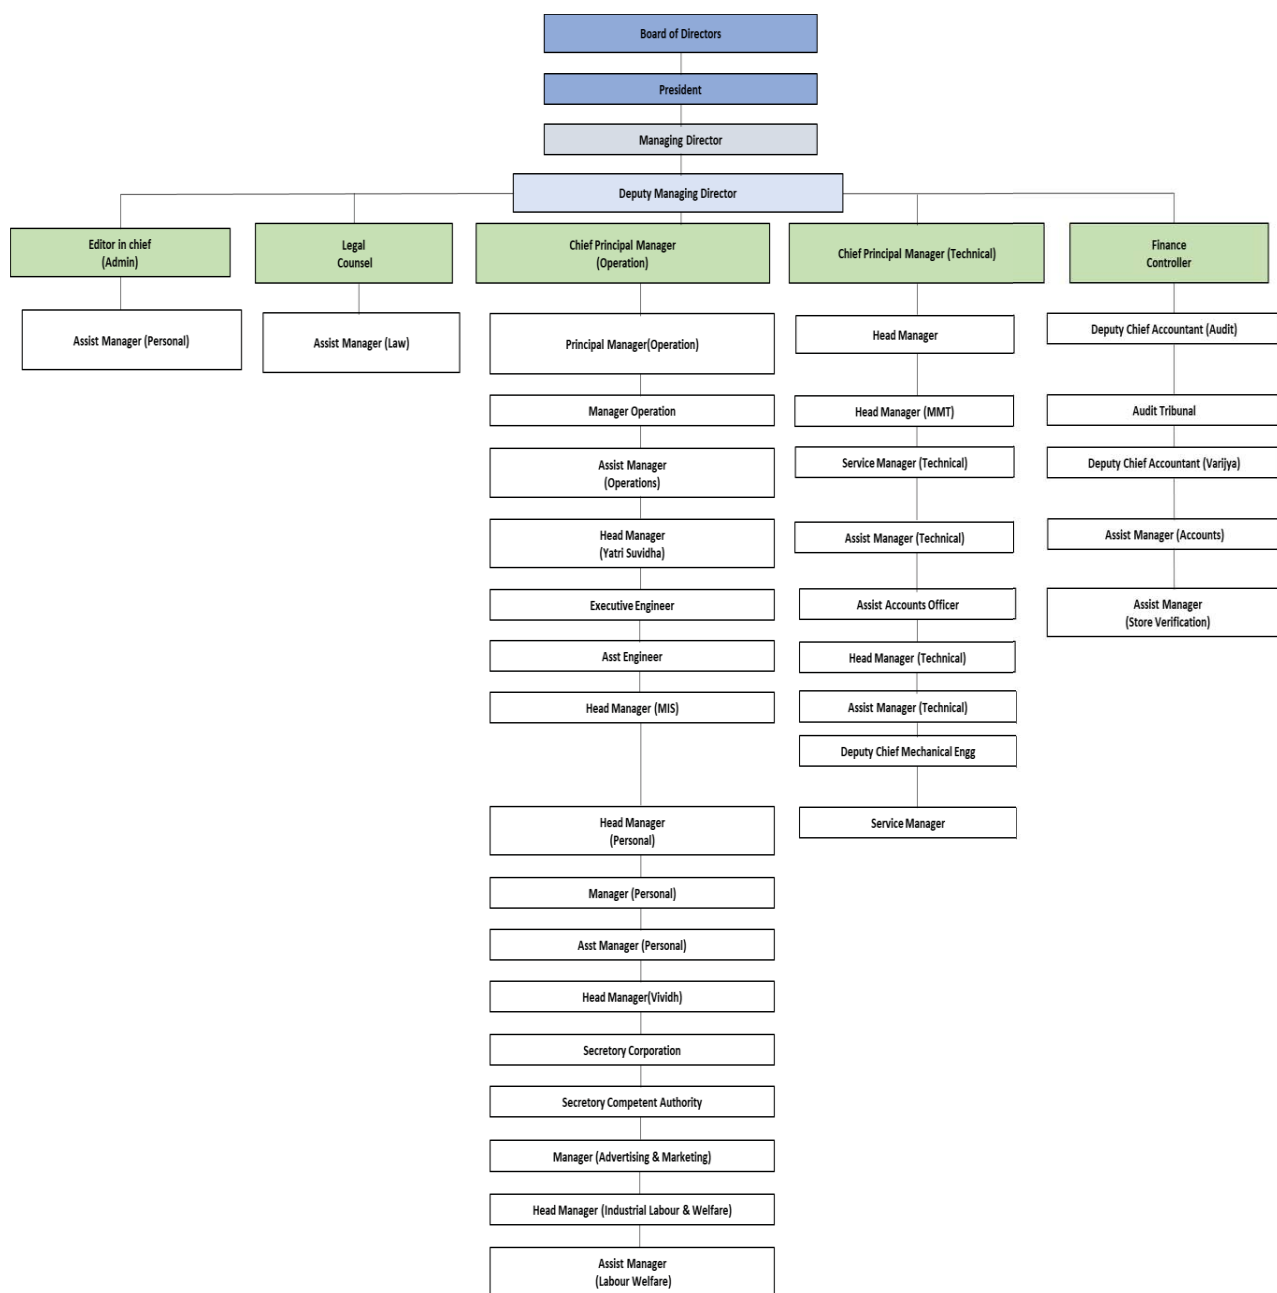 Board of Directors
President
Managing Director
Deputy Managing Director
Editor in chief
(Admin)
Assist Manager (Personal)
Legal
Counsel
Assist Manager (Law)
Chief Principal Manager
(Operation)
Principal Manager(Operation)
Manager Operation
Assist Manager
(Operations)
Head Manager
(Yatri Suvidha)
Executive Engineer
Asst Engineer
Head Manager (MIS)
Head Manager
(Personal)
Manager (Personal)
Asst Manager (Personal)
Head Manager(Vividh)
Secretory Corporation
Secretory Competent Authority
Manager (Advertising & Marketing)
Head Manager (Industrial Labour & Welfare)
Assist Manager
(Labour Welfare)
Chief Principal Manager (Technical)
Head Manager
Head Manager (MMT)
Service Manager (Technical)
Assist Manager (Technical)
Assist Accounts Officer
Head Manager (Technical)
Assist Manager (Technical)
Deputy Chief Mechanical Engg
Service Manager
Finance
Controller
Deputy Chief Accountant (Audit)
Audit Tribunal
Deputy Chief Accountant (Varijya)
Assist Manager (Accounts)
Assist Manager
(Store Verification)